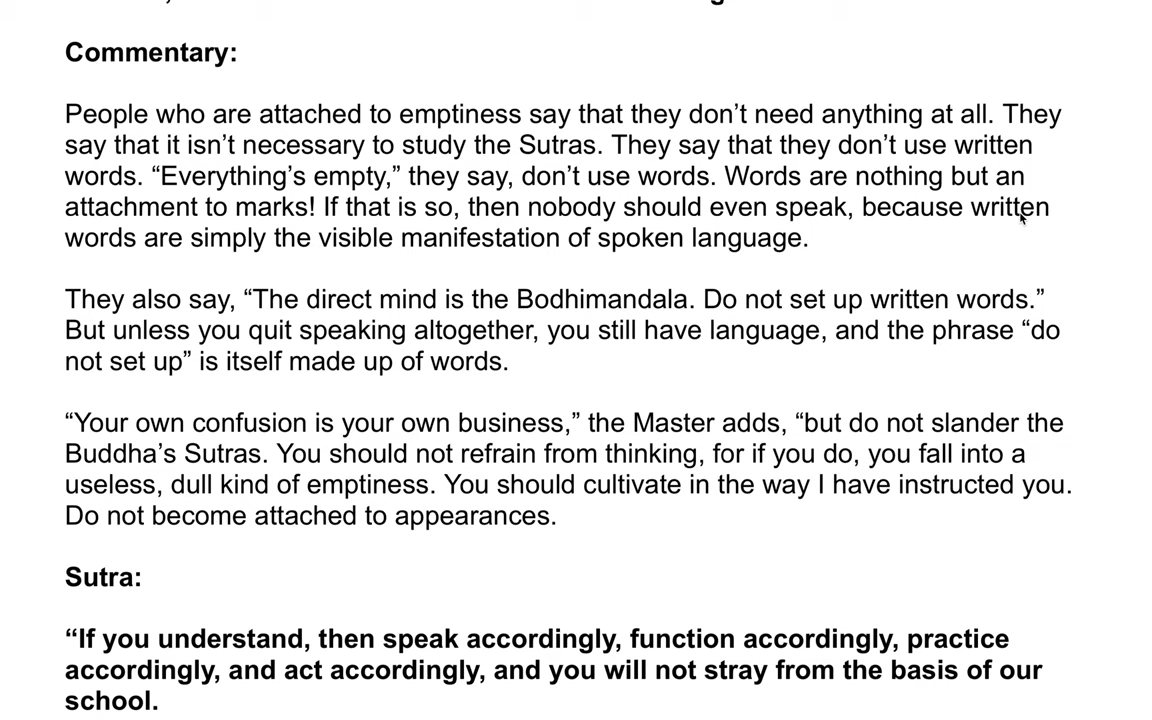 Commentary:
People who are attached to emptiness say that they don’t need anything at all. They
say that it isn’t necessary to study the Sutras. They say that they don’t use written
words. “Everything’s empty,” they say, don’t use words. Words are nothing but an
attachment to marks! If that is so, then nobody should even speak, because written
words are simply the visible manifestation of spoken language.
They also say, “The direct mind is the Bodhimandala. Do not set up written words.”
But unless you quit speaking altogether, you still have language, and the phrase “do
not set up” is itself made up of words.
“Your own confusion is your own business,” the Master adds, “but do not slander the
Buddha’s Sutras. You should not refrain from thinking, for if you do, you fall into a
useless, dull kind of emptiness. You should cultivate in the way I have instructed you.
Do not become attached to appearances.
Sutra:
“If you understand, then speak accordingly, function accordingly, practice
accordingly, and act accordingly, and you will not stray from the basis of our
school.